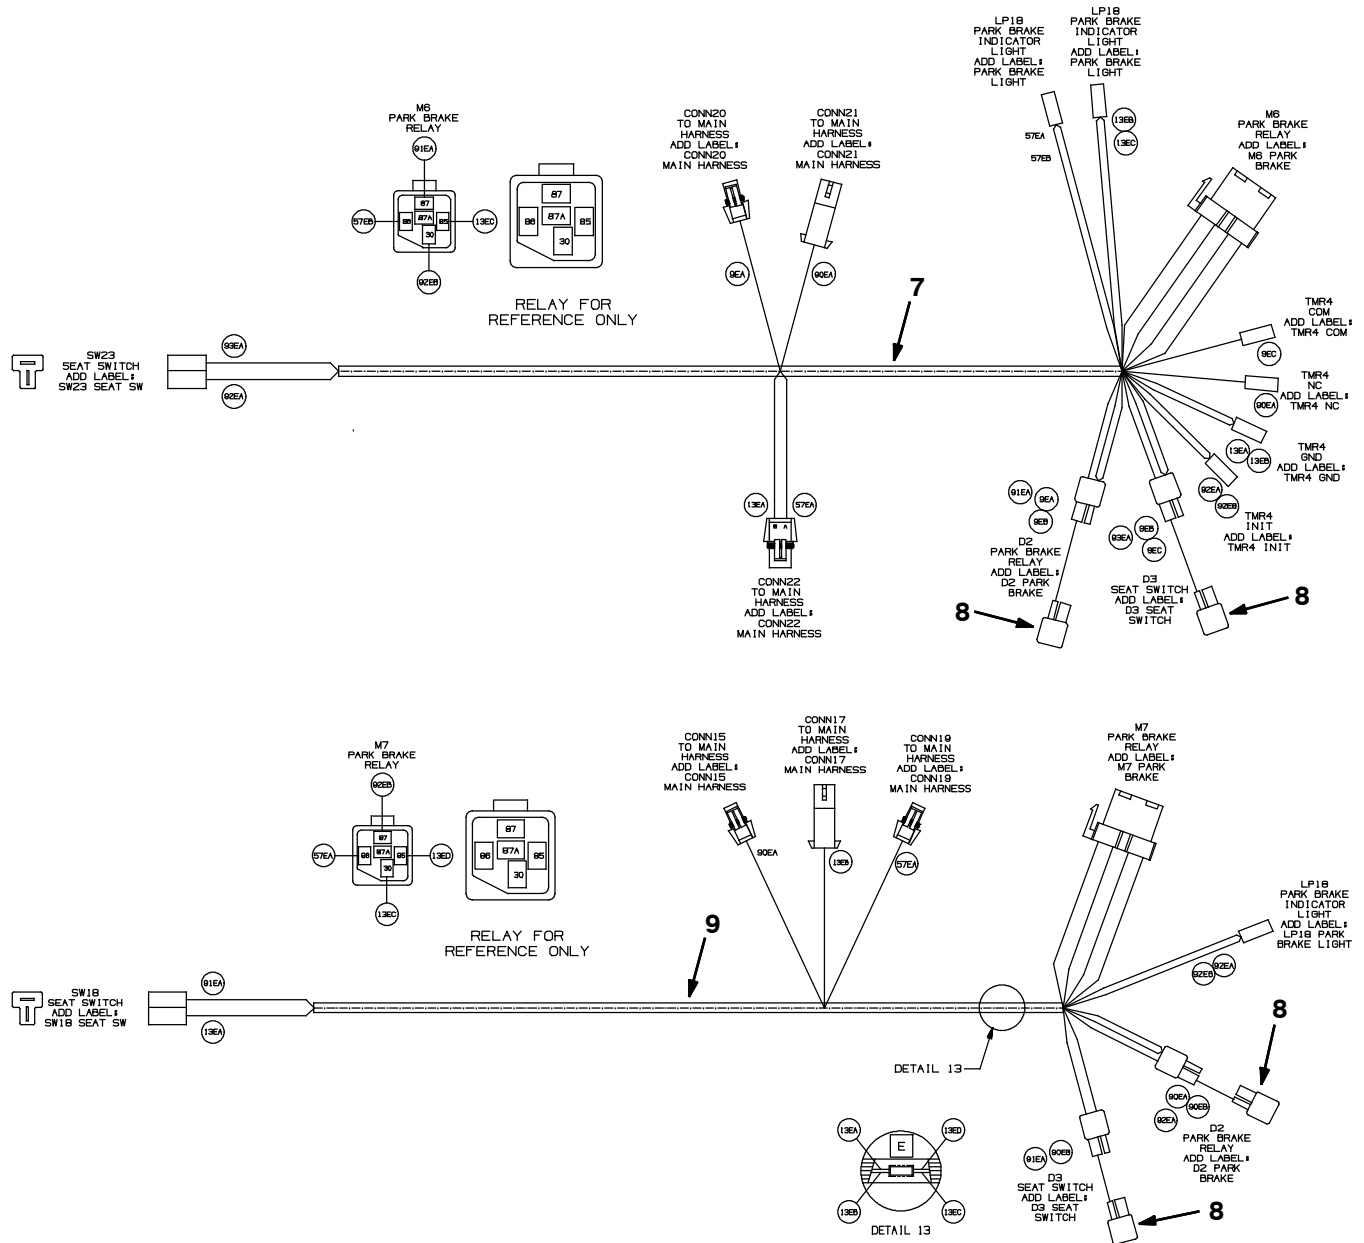 LP18
PARK BRAKE
INDICATOR
LIGHT
ADD LABEL:
PARK BRAKE
LIGHT
LP18
PARK BRAKE
INDICATOR
LIGHT
ADD LABEL:
PARK BRAKE
LIGHT
M6
PARK BRAKE
RELAY
91EA
87
86
87A
85
30
57EB
13EC
92EB
87
86
87A
85
30
RELAY FOR
REFERENCE ONLY
CONN20
TO MAIN
HARNESS
ADD LABEL:
CONN20
MAIN HARNESS
CONN21
TO MAIN
HARNESS
ADD LABEL:
CONN21
MAIN HARNESS
9EA
90EA
57EA
57EB
13EB
13EC
M6
PARK BRAKE
RELAY
ADD LABEL:
M6 PARK
BRAKE
7
SW23
SEAT SWITCH
ADD LABEL:
SW23 SEAT SW
93EA
92EA
TMR4
COM
ADD LABEL:
TMR4 COM
9EC
TMR4
NC
ADD LABEL:
TMR4 NC
90EA
TMR4
GND
ADD LABEL:
TMR4 GND
13EA
13EB
TMR4
INIT
ADD LABEL:
TMR4 INIT
92EA
92EB
13EA
57EA
B A
CONN22
TO MAIN
HARNESS
ADD LABEL:
CONN22
MAIN HARNESS
91EA
9EA
9EB
D2
PARK BRAKE
RELAY
ADD LABEL:
D2 PARK
BRAKE
93EA
9EB
9EC
D3
SEAT SWITCH
ADD LABEL:
D3 SEAT
SWITCH
8
8
M7
PARK BRAKE
RELAY
92EB
87
86
87A
85
30
57EA
13ED
13EC
87
86
87A
85
30
RELAY FOR
REFERENCE ONLY
CONN15
TO MAIN
HARNESS
ADD LABEL:
CONN15
MAIN HARNESS
CONN17
TO MAIN
HARNESS
ADD LABEL:
CONN17
MAIN HARNESS
CONN19
TO MAIN
HARNESS
ADD LABEL:
CONN19
MAIN HARNESS
90EA
13EB
57EA
M7
PARK BRAKE
RELAY
ADD LABEL:
M7 PARK
BRAKE
LP18
PARK BRAKE
INDICATOR
LIGHT
ADD LABEL:
LP18 PARK
BRAKE LIGHT
92EB
92EA
9
SW18
SEAT SWITCH
ADD LABEL:
SW18 SEAT SW
91EA
13EA
DETAIL 13
8
90EA
90EB
92EA
D2
PARK BRAKE
RELAY
ADD LABEL:
D2 PARK
BRAKE
91EA
90EB
D3
SEAT SWITCH
ADD LABEL:
D3 SEAT
SWITCH
8
13EA
13ED
E
13EB
13EC
DETAIL 13